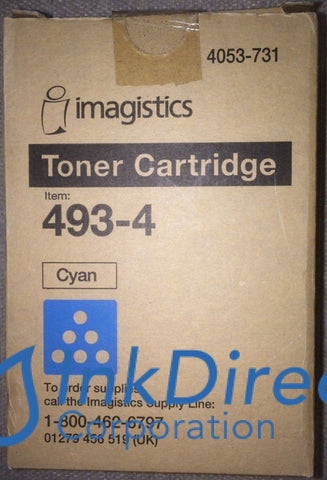 4053-731
imagistics
Toner Cartridge
Item:
493-4
Cyan
To order supplies
call the Imagistics Supply Line:
1-800-462-6797
01279 456 519 (UK)
InkDirect
Corporation